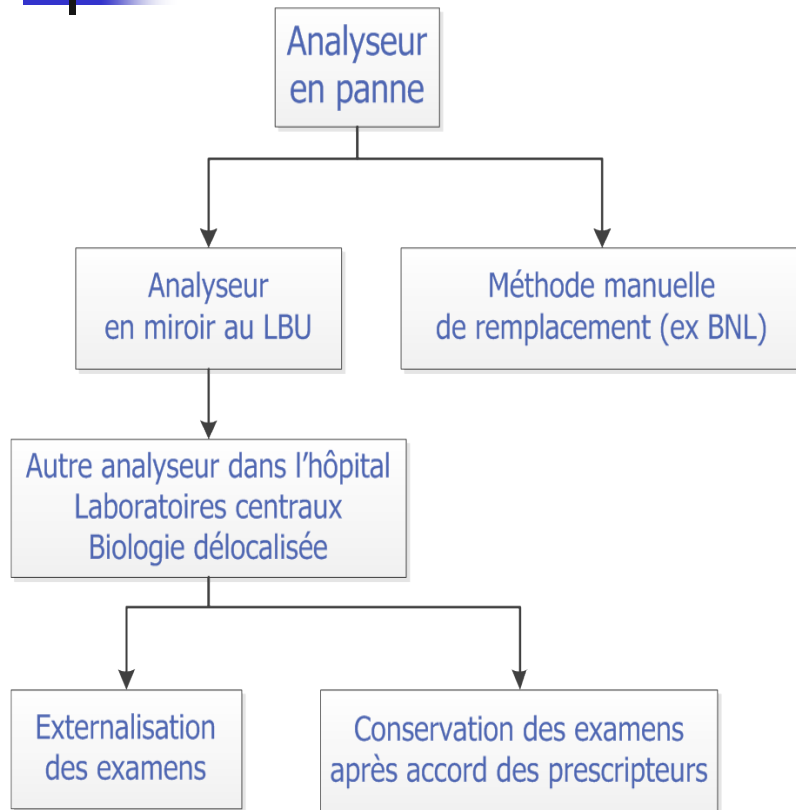 Analyseur
en panne
Analyseur
en miroir au LBU
Méthode manuelle
de remplacement (ex BNL)
Autre analyseur dans l'hôpital
Laboratoires centraux
Biologie délocalisée
Externalisation
des examens
Conservation des examens
après accord des prescripteurs